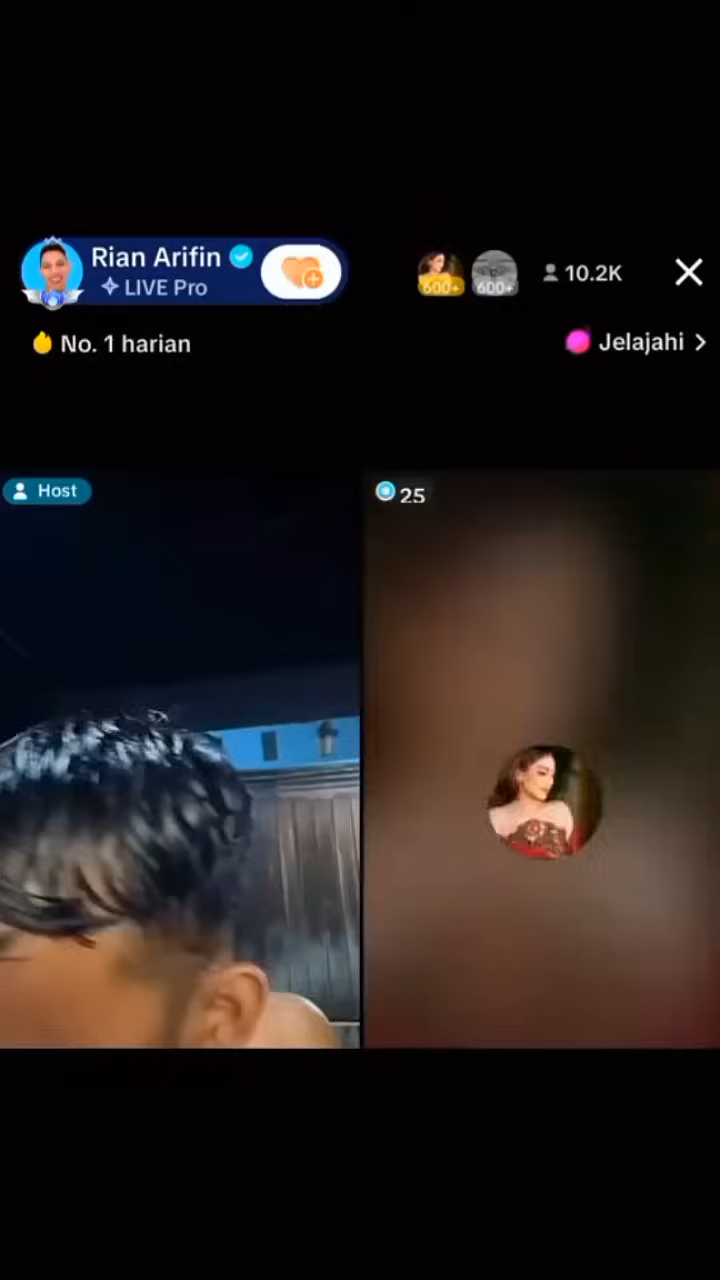 Rian Arifin
LIVE Pro
600+
600+
10.2K
No. 1 harian
Jelajahi
Host
25